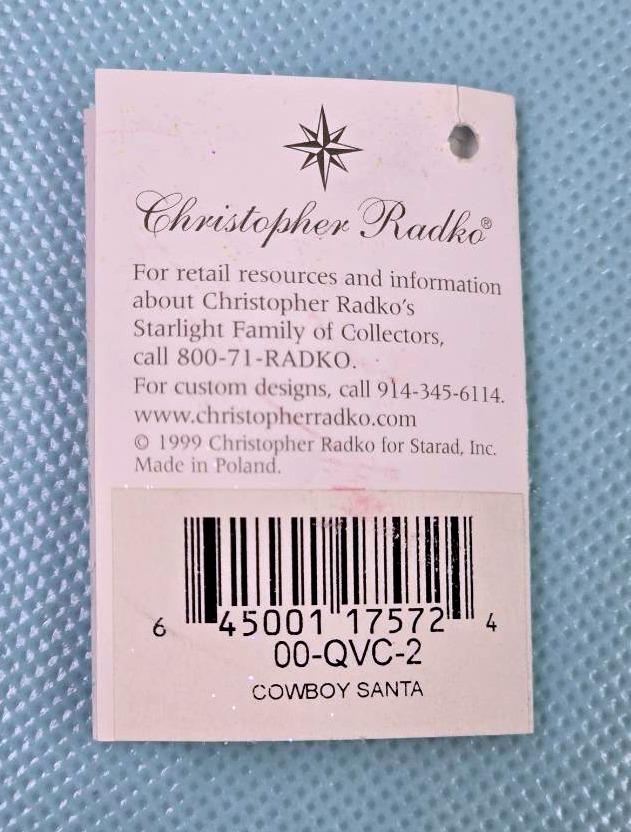 Christopher Radko®
For retail resources and information
about Christopher Radko's
Starlight Family of Collectors,
call 800-71-RADKO.
For custom designs, call 914-345-6114.
www.christopherradko.com
© 1999 Christopher Radko for Starad, Inc.
Made in Poland.
6 45001 17572 4
00-QVC-2
COWBOY SANTA